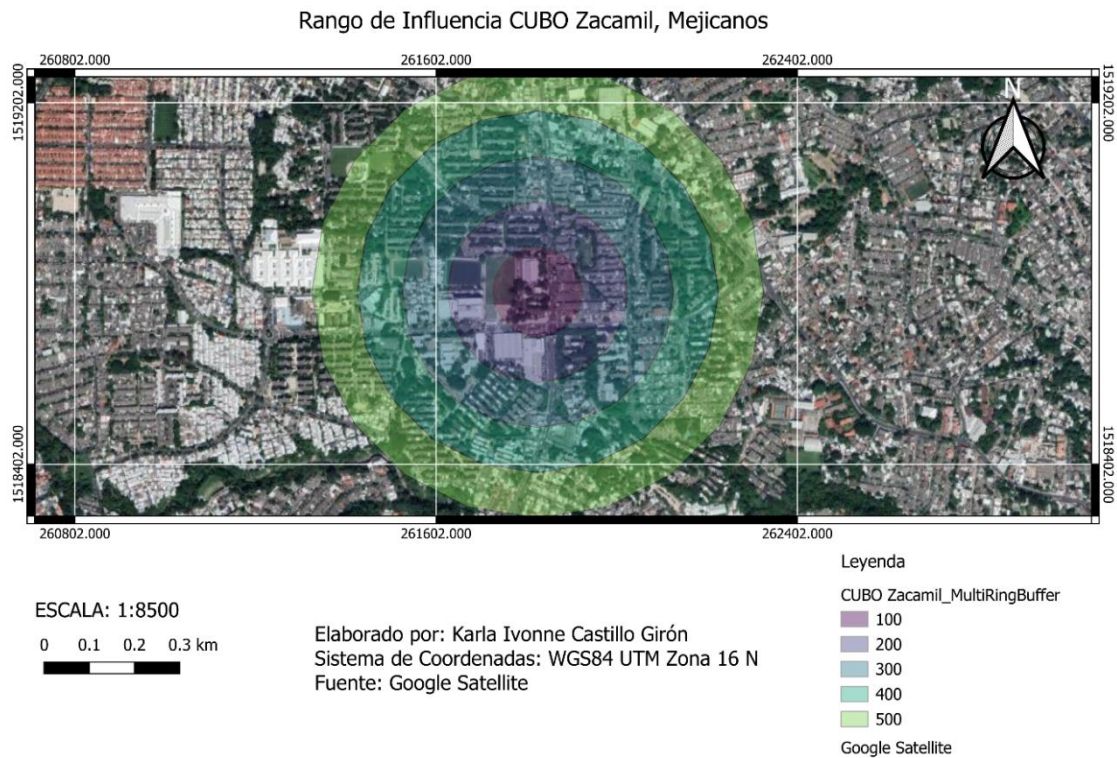 Rango de Influencia CUBO Zacamil, Mejicanos
260802.000
261602.000
262402.000
1519202.000
1519202.000
N
1518402.000
1518402.000
260802.000
261602.000
262402.000
ESCALA: 1:8500
0 0.1 0.2 0.3 km
Elaborado por: Karla Ivonne Castillo Girón
Sistema de Coordenadas: WGS84 UTM Zona 16 N
Fuente: Google Satellite
Leyenda
CUBO Zacamil_MultiRingBuffer
100
200
300
400
500
Google Satellite